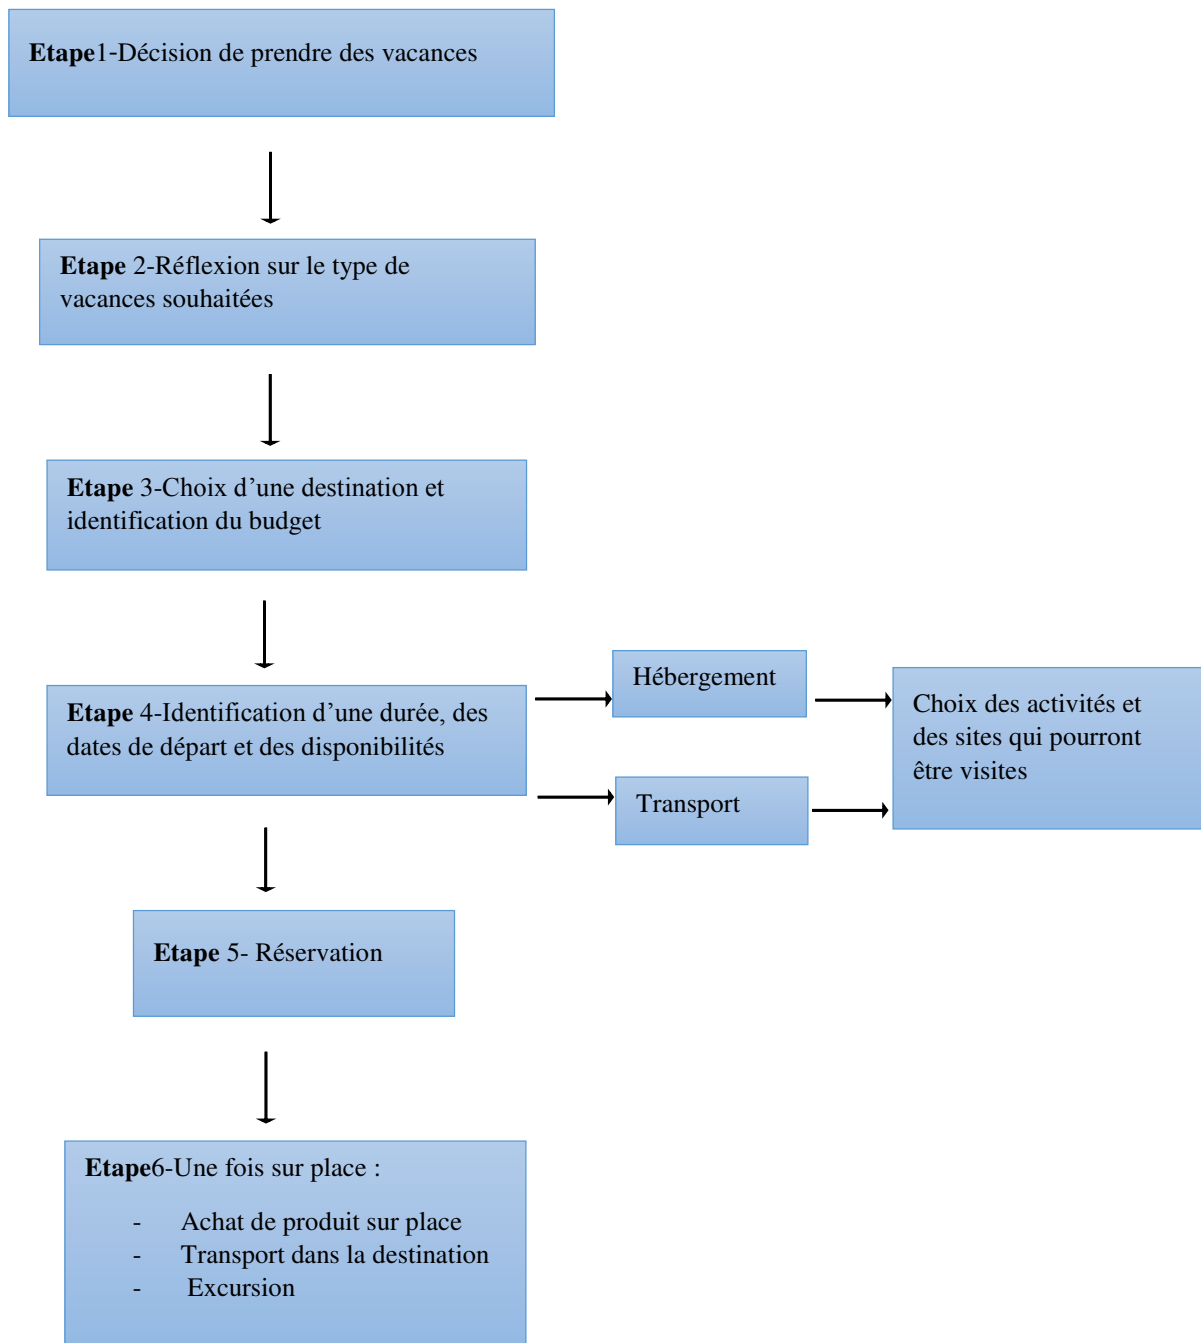 Etape1-Décision de prendre des vacances
Etape 2-Réflexion sur le type de
vacances souhaitées
Etape 3-Choix d’une destination et
identification du budget
Etape 4-Identification d’une durée, des
dates de départ et des disponibilités
Hébergement
Transport
Choix des activités et
des sites qui pourront
être visites
Etape 5- Réservation
Etape6-Une fois sur place :
- Achat de produit sur place
- Transport dans la destination
- Excursion